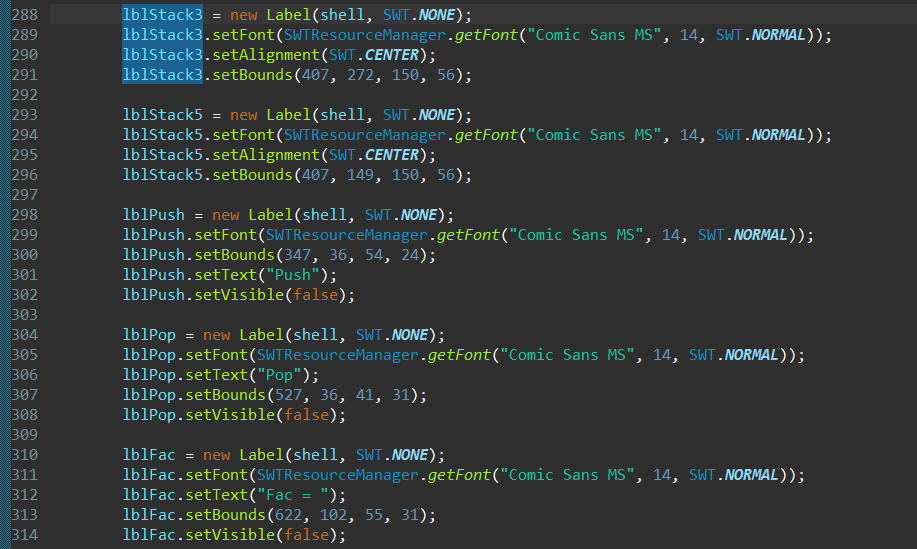 288 lblStack3 = new Label(shell, SWT.NONE);
289 lblStack3.setFont(SWTResourceManager.getFont("Comic Sans MS", 14, SWT.NORMAL));
290 lblStack3.setAlignment(SWT.CENTER);
291 lblStack3.setBounds(407, 272, 150, 56);
292
293 lblStack5 = new Label(shell, SWT.NONE);
294 lblStack5.setFont(SWTResourceManager.getFont("Comic Sans MS", 14, SWT.NORMAL));
295 lblStack5.setAlignment(SWT.CENTER);
296 lblStack5.setBounds(407, 149, 150, 56);
297
298 lblPush = new Label(shell, SWT.NONE);
299 lblPush.setFont(SWTResourceManager.getFont("Comic Sans MS", 14, SWT.NORMAL));
300 lblPush.setBounds(347, 36, 54, 24);
301 lblPush.setText("Push");
302 lblPush.setVisible(false);
303
304 lblPop = new Label(shell, SWT.NONE);
305 lblPop.setFont(SWTResourceManager.getFont("Comic Sans MS", 14, SWT.NORMAL));
306 lblPop.setText("Pop");
307 lblPop.setBounds(527, 36, 41, 31);
308 lblPop.setVisible(false);
309
310 lblFac = new Label(shell, SWT.NONE);
311 lblFac.setFont(SWTResourceManager.getFont("Comic Sans MS", 14, SWT.NORMAL));
312 lblFac.setText("Fac = ");
313 lblFac.setBounds(622, 102, 55, 31);
314 lblFac.setVisible(false);